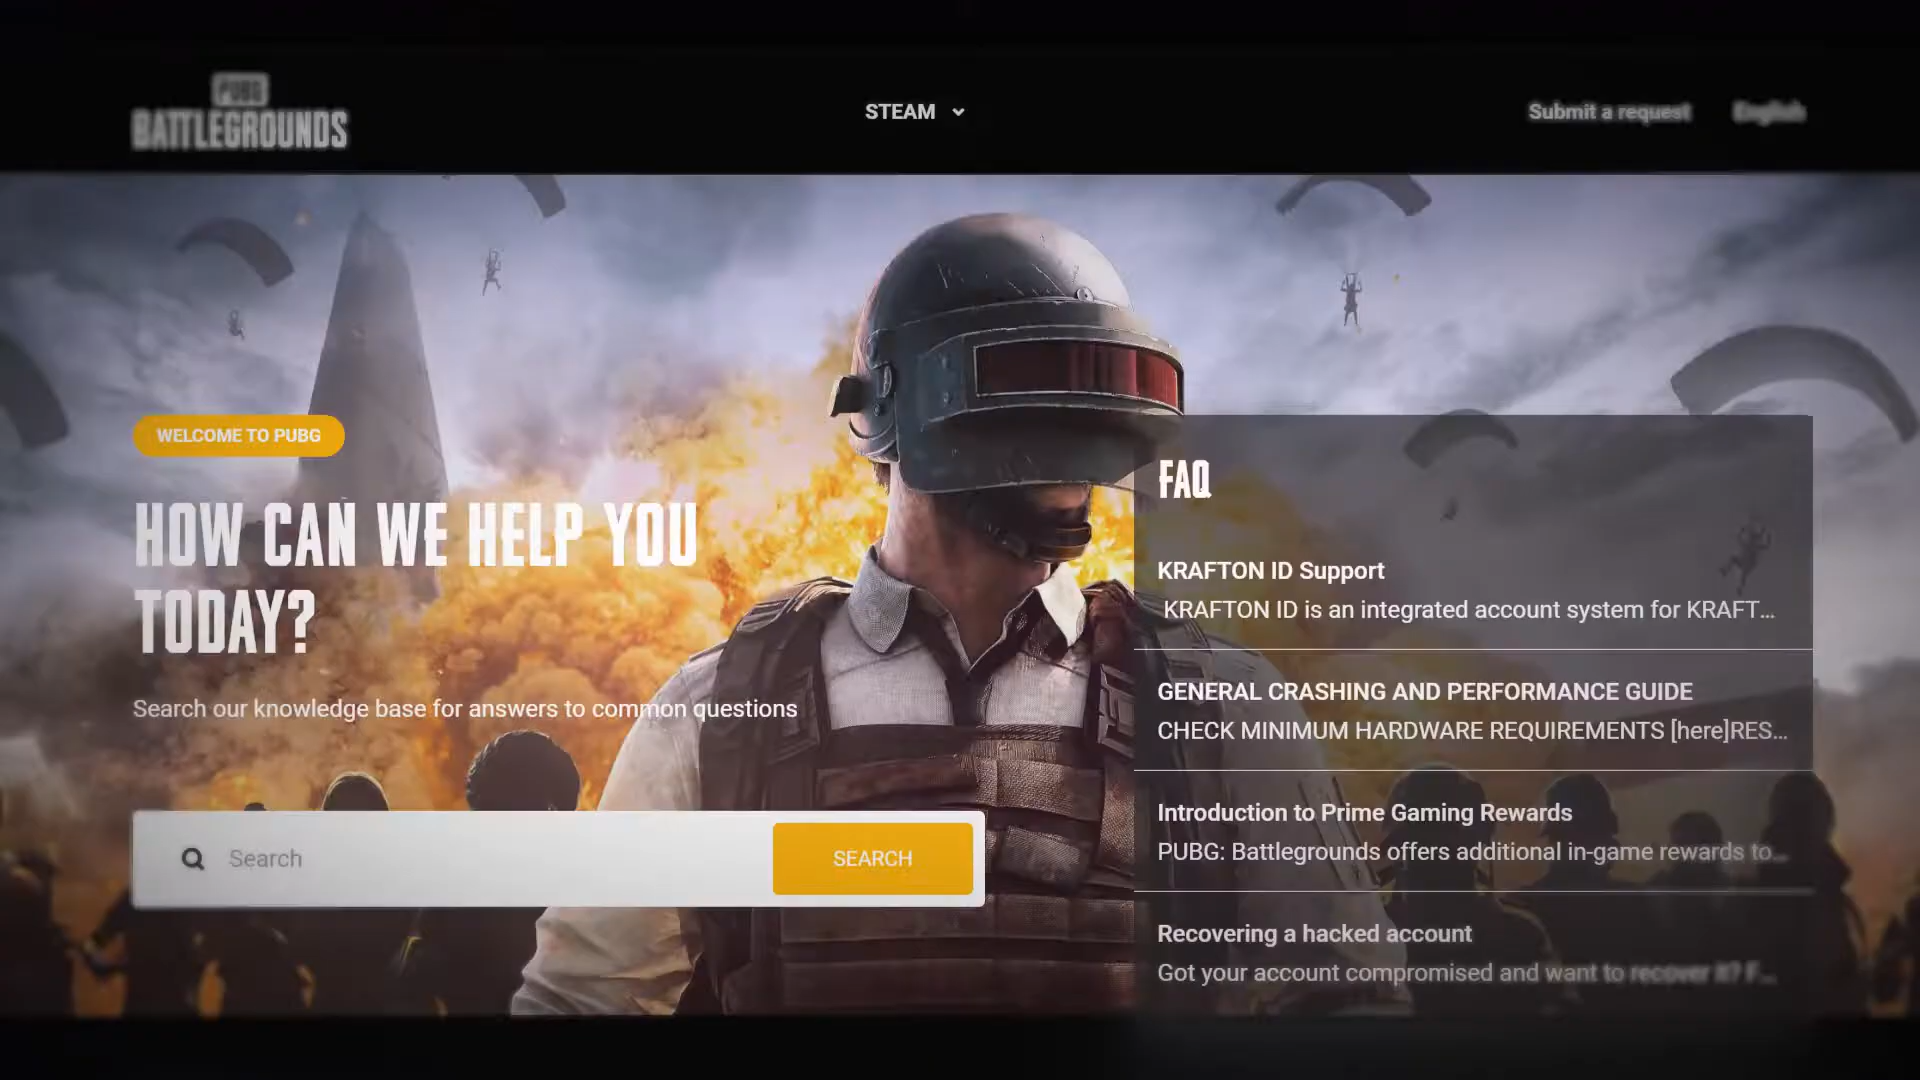 PUBG
BATTLEGROUNDS
STEAM
Submit a request
English
WELCOME TO PUBG
HOW CAN WE HELP YOU
TODAY?
Search our knowledge base for answers to common questions
Search
SEARCH
FAQ
KRAFTON ID Support
KRAFTON ID is an integrated account system for KRAFT...
GENERAL CRASHING AND PERFORMANCE GUIDE
CHECK MINIMUM HARDWARE REQUIREMENTS [here]RES...
Introduction to Prime Gaming Rewards
PUBG: Battlegrounds offers additional in-game rewards to...
Recovering a hacked account
Got your account compromised and want to recover it? F...